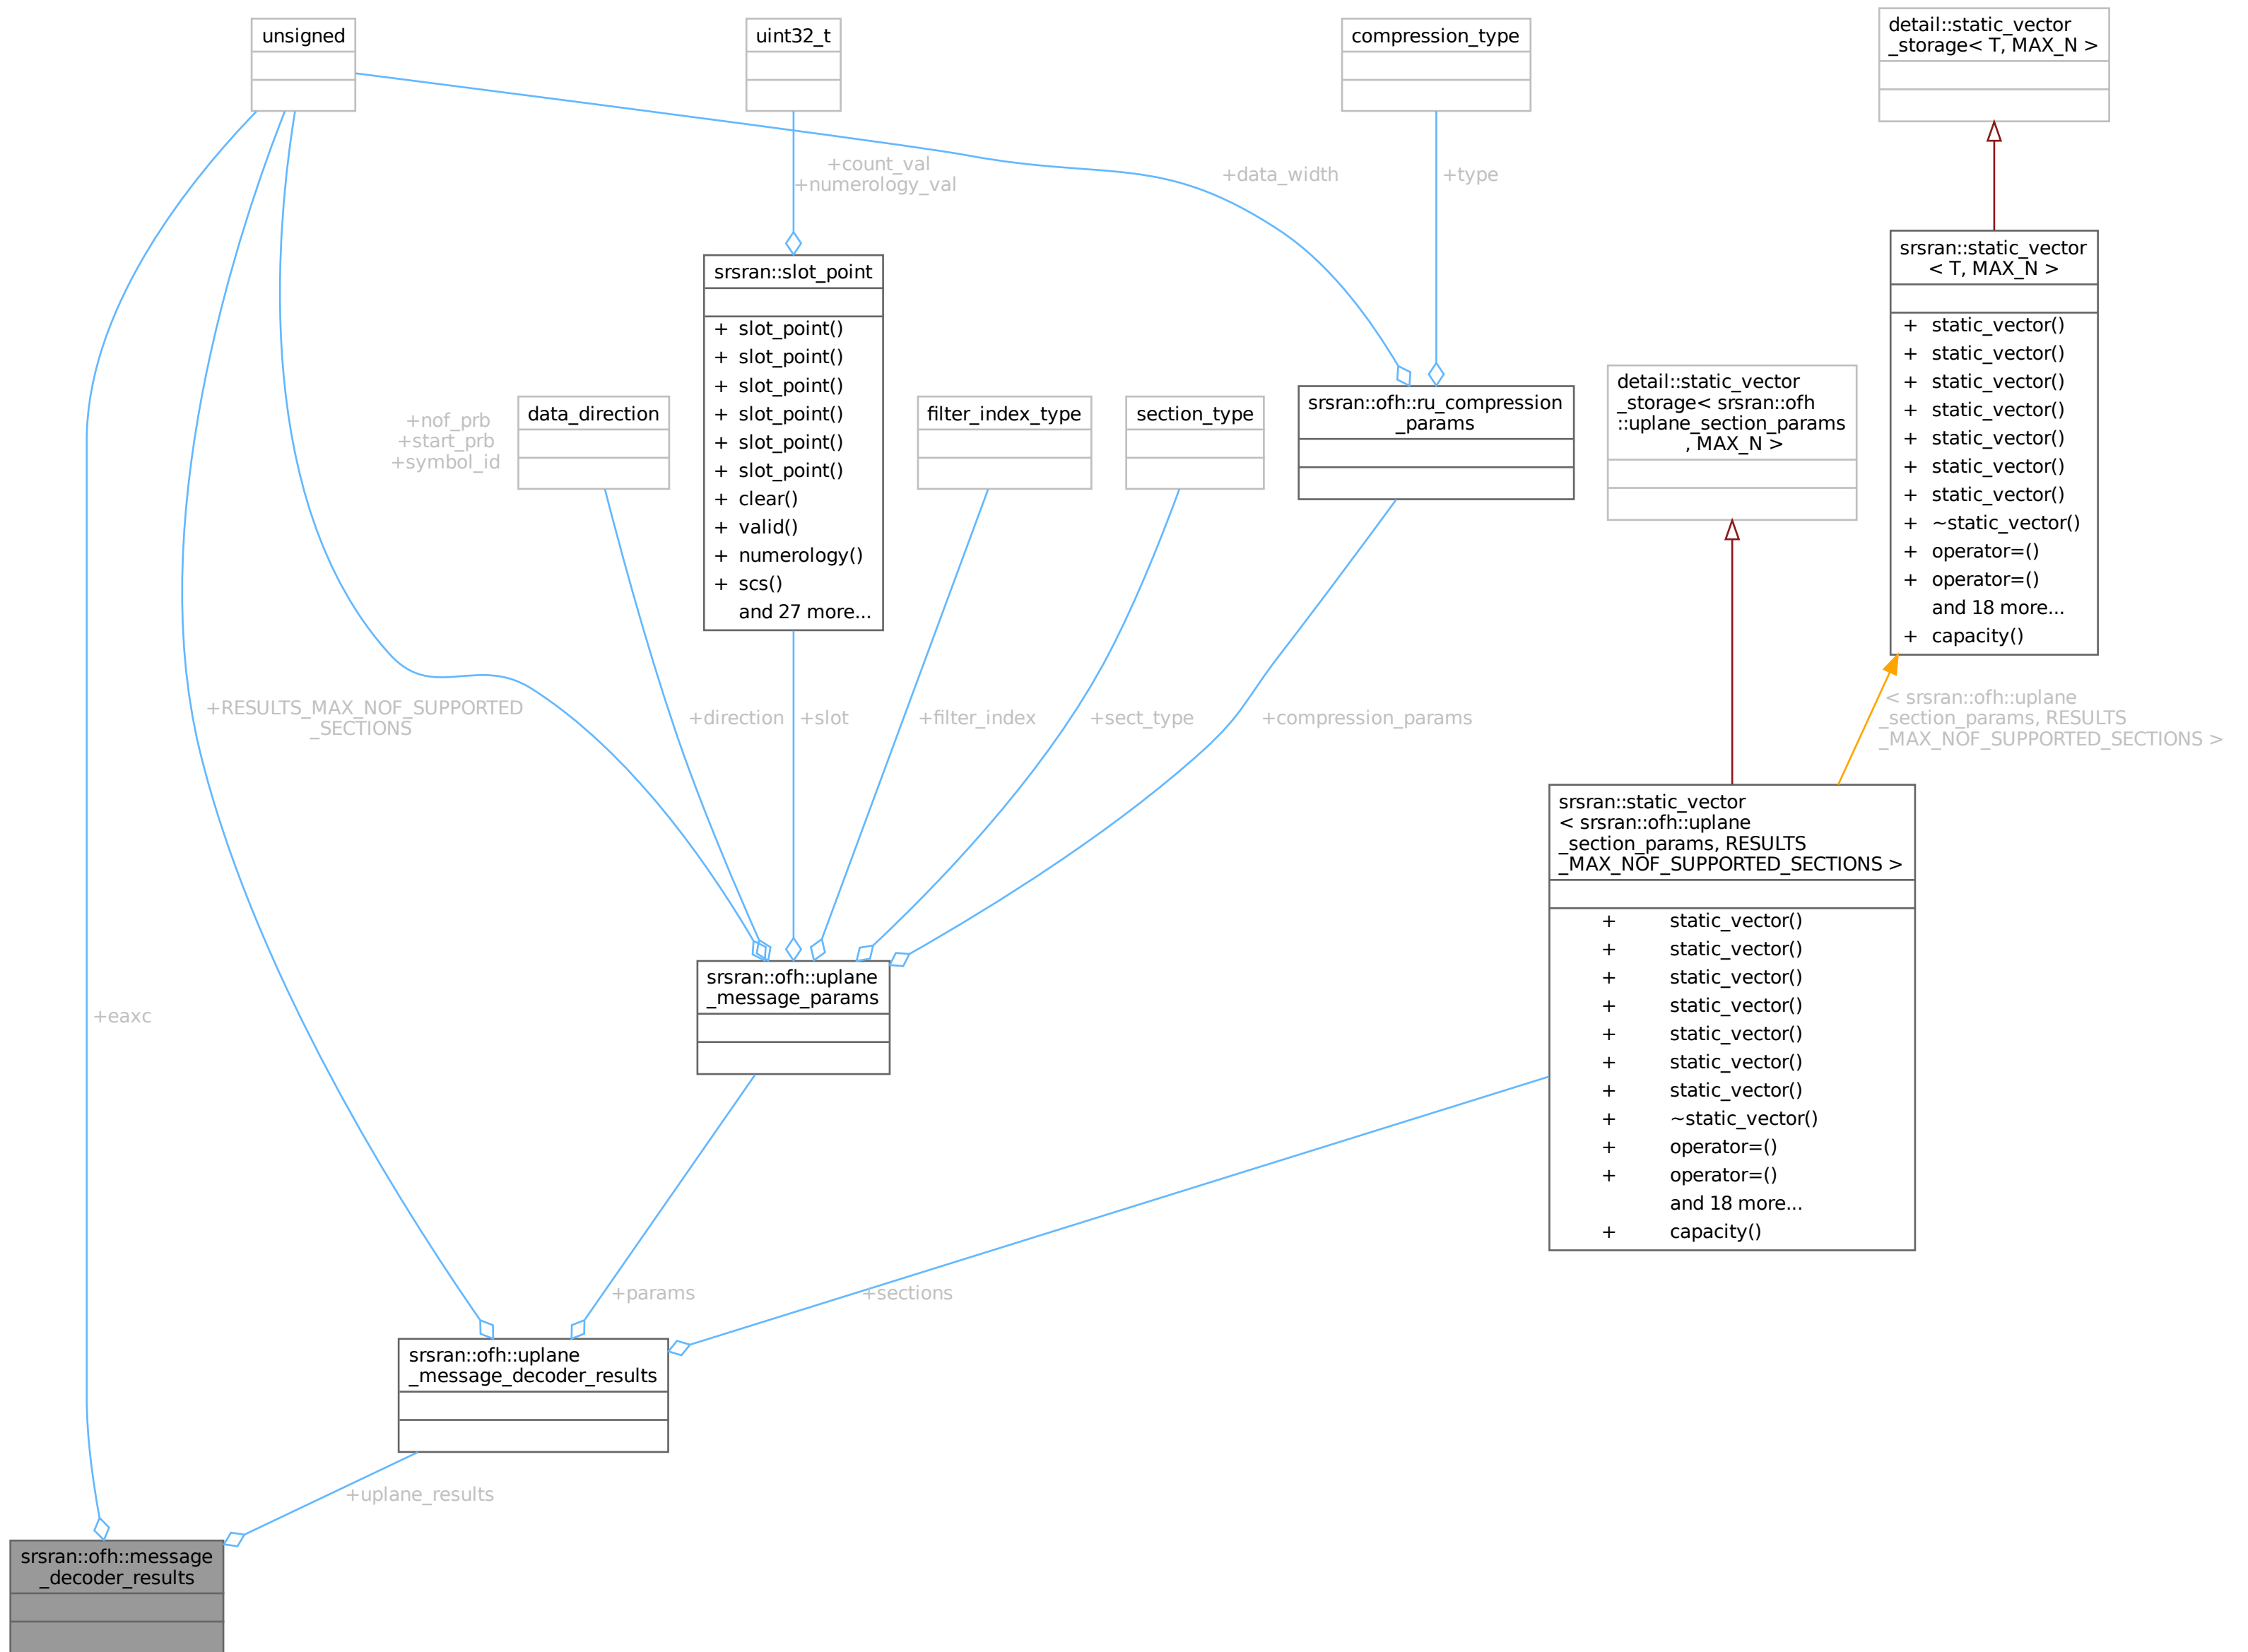 unsigned
uint32_t
compression_type
detail::static_vector
_storage< T, MAX_N >
+count_val
+numerology_val
+data_width
+type
srsran::static_vector
< T, MAX_N >
+ static_vector()
+ static_vector()
+ static_vector()
+ static_vector()
+ static_vector()
+ static_vector()
+ static_vector()
+ ~static_vector()
+ operator=()
+ operator=()
and 18 more...
+ capacity()
srsran::slot_point
+ slot_point()
+ slot_point()
+ slot_point()
+ slot_point()
+ slot_point()
+ slot_point()
+ clear()
+ valid()
+ numerology()
+ scs()
and 27 more...
+nof_prb
+start_prb
+symbol_id
data_direction
filter_index_type
section_type
srsran::ofh::ru_compression
_params
detail::static_vector
_storage< srsran::ofh
::uplane_section_params
, MAX_N >
+RESULTS_MAX_NOF_SUPPORTED
_SECTIONS
+direction
+slot
+filter_index
+sect_type
+compression_params
< srsran::ofh::uplane
_section_params, RESULTS
_MAX_NOF_SUPPORTED_SECTIONS >
srsran::static_vector
< srsran::ofh::uplane
_section_params, RESULTS
_MAX_NOF_SUPPORTED_SECTIONS >
+ static_vector()
+ static_vector()
+ static_vector()
+ static_vector()
+ static_vector()
+ static_vector()
+ static_vector()
+ ~static_vector()
+ operator=()
+ operator=()
and 18 more...
+ capacity()
srsran::ofh::uplane
_message_params
+eaxc
+params
+sections
srsran::ofh::uplane
_message_decoder_results
+uplane_results
srsran::ofh::message
_decoder_results